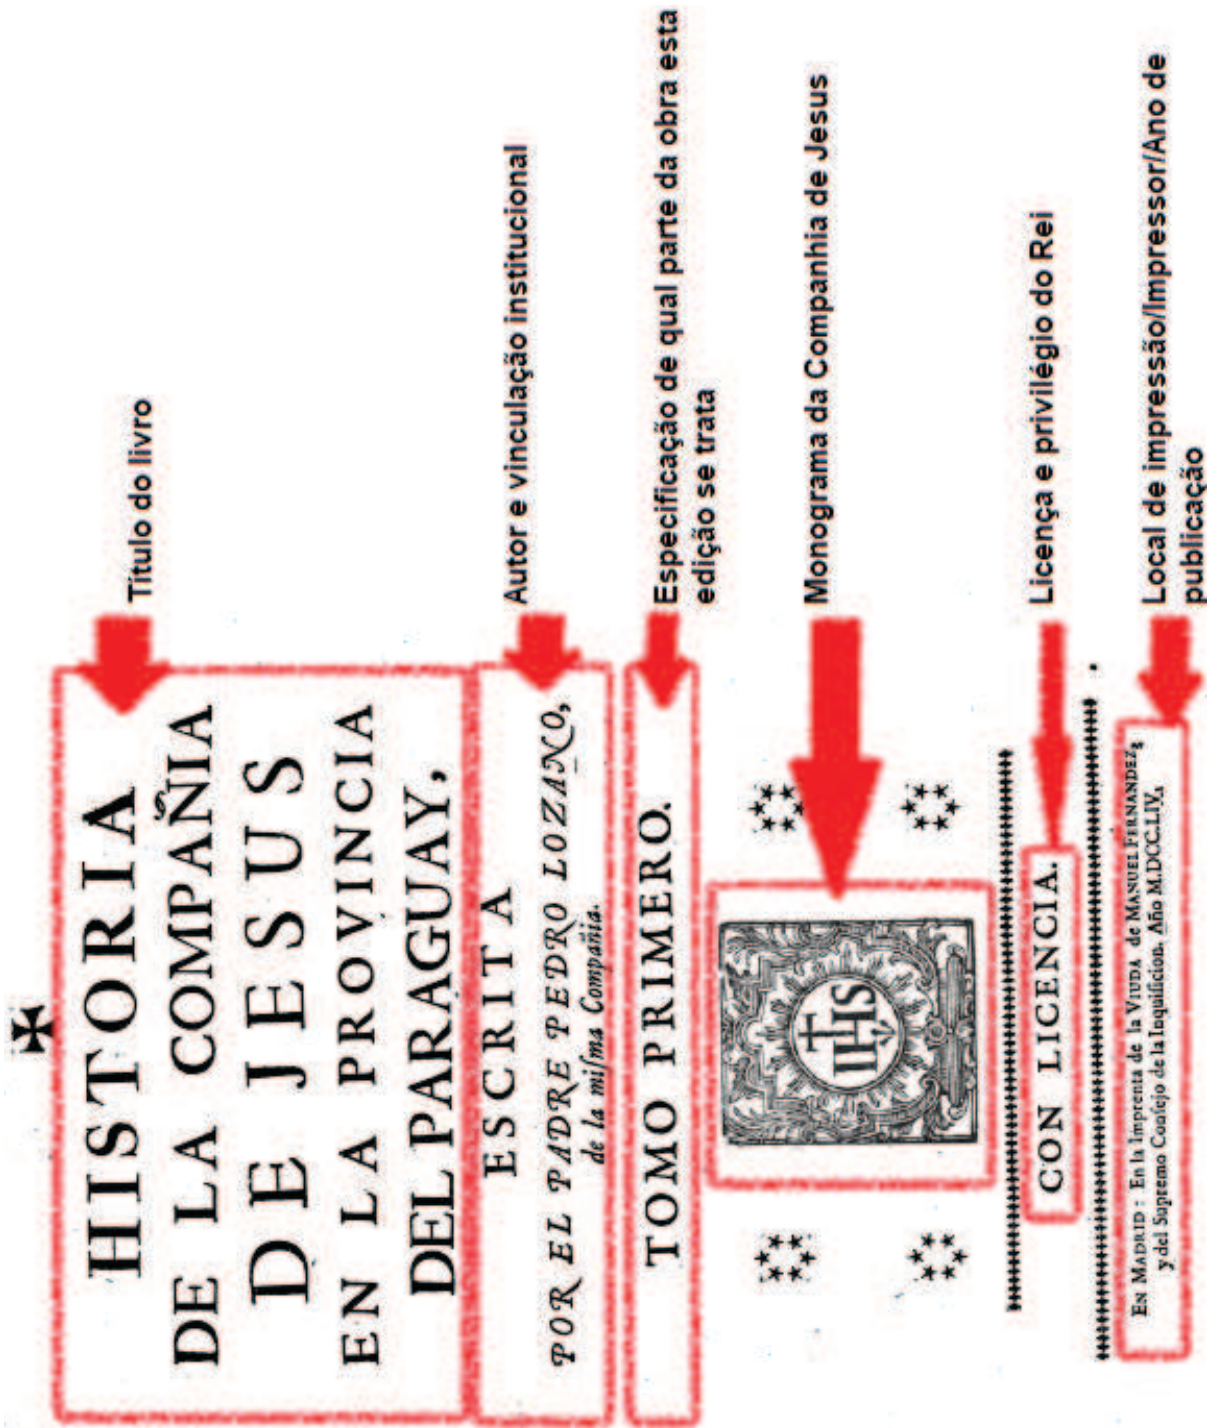 HISTORIA
DE LA COMPAÑIA
DE JESUS
EN LA PROVINCIA
DEL PARAGUAY,
Título do livro
ESCRITA
POR EL PADRE PEDRO LOZANO,
de la miſma Compañia.
Autor e vinculação institucional
TOMO PRIMERO.
Especificação de qual parte da obra esta
edição se trata
IHS
Monograma da Companhia de Jesus
CON LICENCIA.
Licença e privilégio do Rei
EN MADRID : En la Imprenta de la VIUDA de MANUEL FERNANDEZ,
y del Supremo Conſejo de la Inquiſicion. Año M.DCC.LIV.
Local de impressão/Impressor/Ano de
publicação